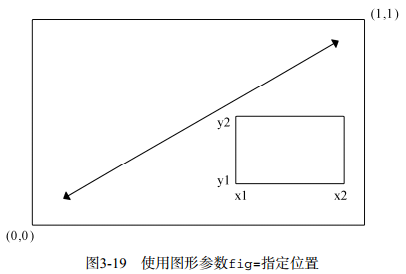 (1,1)
y2
y1
x1 x2
(0,0)
图3-19 使用图形参数fig=指定位置